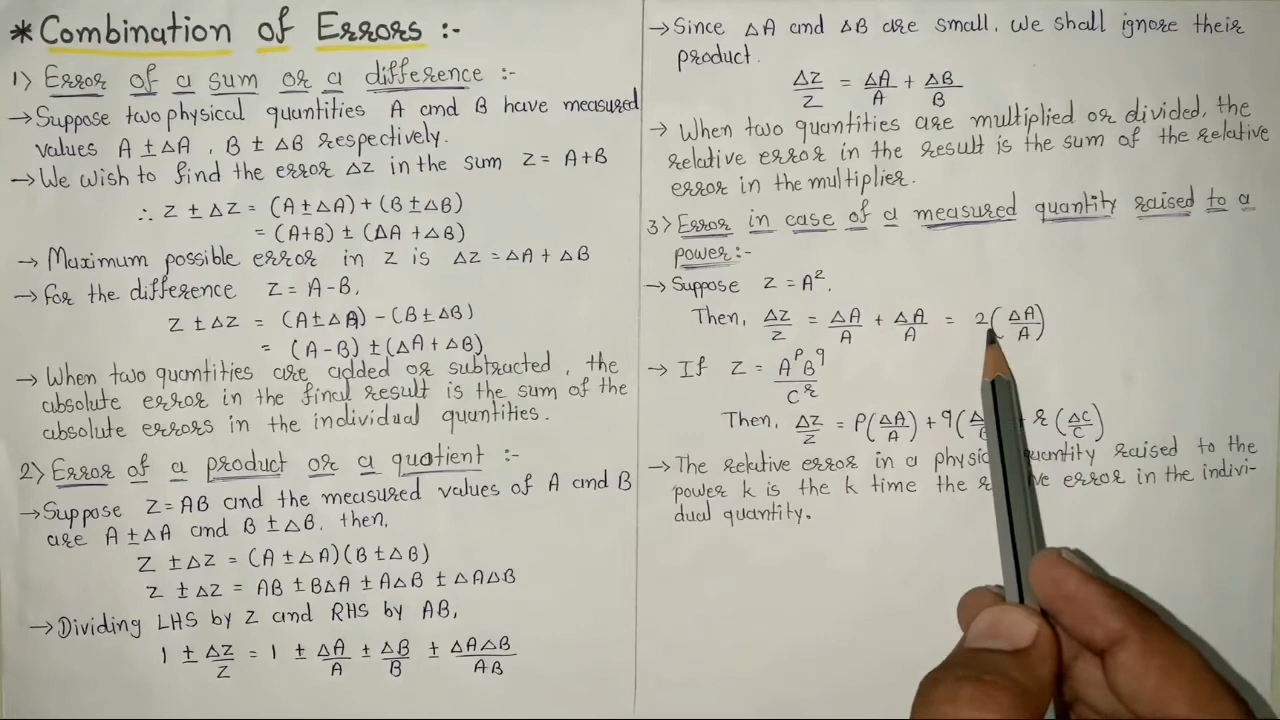 * Combination of Errors :-
1) Error of a sum or a difference :-
→ Suppose two physical quantities A and B have measured
values A ± ΔA , B ± ΔB respectively.
→ We wish to find the error ΔZ in the sum Z = A+B
∴ Z ± ΔZ = (A ± ΔA) + (B ± ΔB)
= (A+B) ± (ΔA + ΔB)
→ Maximum possible error in Z is ΔZ = ΔA + ΔB
→ For the difference Z = A - B,
Z ± ΔZ = (A ± ΔA) - (B ± ΔB)
= (A - B) ± (ΔA + ΔB)
→ When two quantities are added or subtracted, the
absolute error in the final result is the sum of the
absolute errors in the individual quantities.
2) Error of a product or a quotient :-
→ Suppose Z = AB and the measured values of A and B
are A ± ΔA and B ± ΔB, then,
Z ± ΔZ = (A ± ΔA) (B ± ΔB)
Z ± ΔZ = AB ± BΔA ± AΔB ± ΔAΔB
→ Dividing LHS by Z and RHS by AB,
1 ± ΔZ/Z = 1 ± ΔA/A ± ΔB/B ± ΔAΔB/AB
→ Since ΔA and ΔB are small, we shall ignore their
product.
ΔZ/Z = ΔA/A + ΔB/B
→ When two quantities are multiplied or divided, the
relative error in the result is the sum of the relative
error in the multiplier.
3) Error in case of a measured quantity raised to a
power:-
→ Suppose Z = A²,
Then, ΔZ/Z = ΔA/A + ΔA/A = 2(ΔA/A)
→ If Z = A^p B^q / C^r
Then, ΔZ/Z = p(ΔA/A) + q( + r(ΔC/C)
→ The relative error in a quantity raised to the
power k is the k time the error in the indivi-
dual quantity.